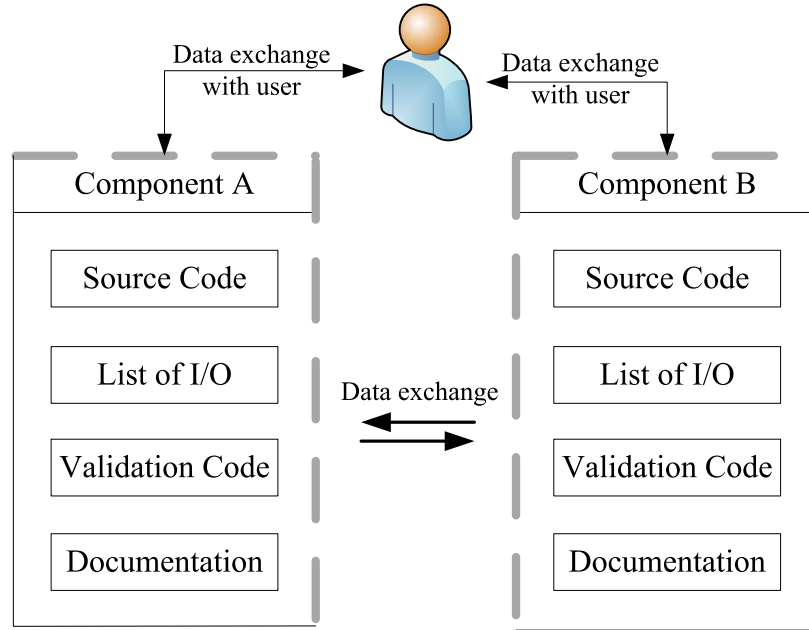 Data exchange
with user
Data exchange
with user
Component A
Source Code
List of I/O
Validation Code
Documentation
Data exchange
Component B
Source Code
List of I/O
Validation Code
Documentation